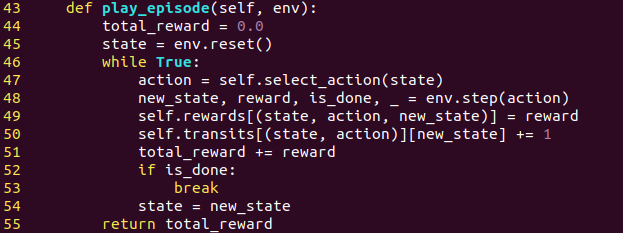 43 def play_episode(self, env):
44 total_reward = 0.0
45 state = env.reset()
46 while True:
47 action = self.select_action(state)
48 new_state, reward, is_done, _ = env.step(action)
49 self.rewards[(state, action, new_state)] = reward
50 self.transits[(state, action)][new_state] += 1
51 total_reward += reward
52 if is_done:
53 break
54 state = new_state
55 return total_reward